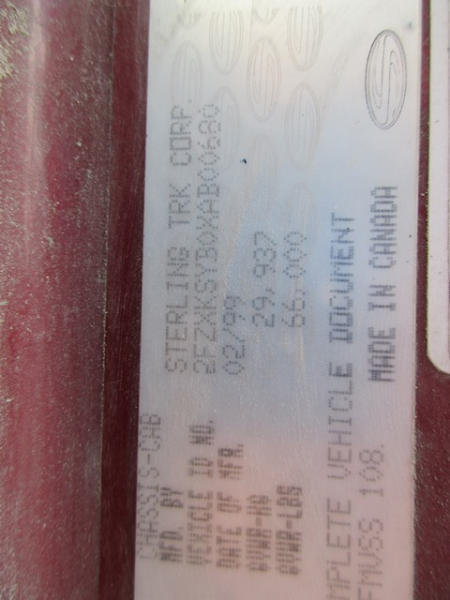 CHASSIS-CAB
MFD. BY STERLING TRK CORP.
VEHICLE ID NO. 2FZXKSYB0XAB00680
DATE OF MFR. 02/99
GVWR-KG 29,937
GVWR-LBS 66,000
MPLETE VEHICLE DOCUMENT
FMVSS 108.
MADE IN CANADA